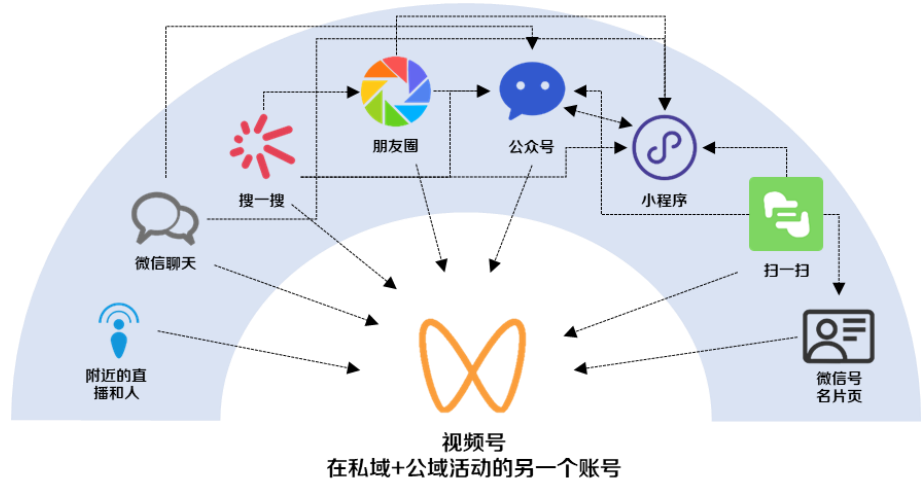 朋友圈
公众号
搜一搜
小程序
微信聊天
扫一扫
附近的直
播和人
微信号
名片页
视频号
在私域+公域活动的另一个账号